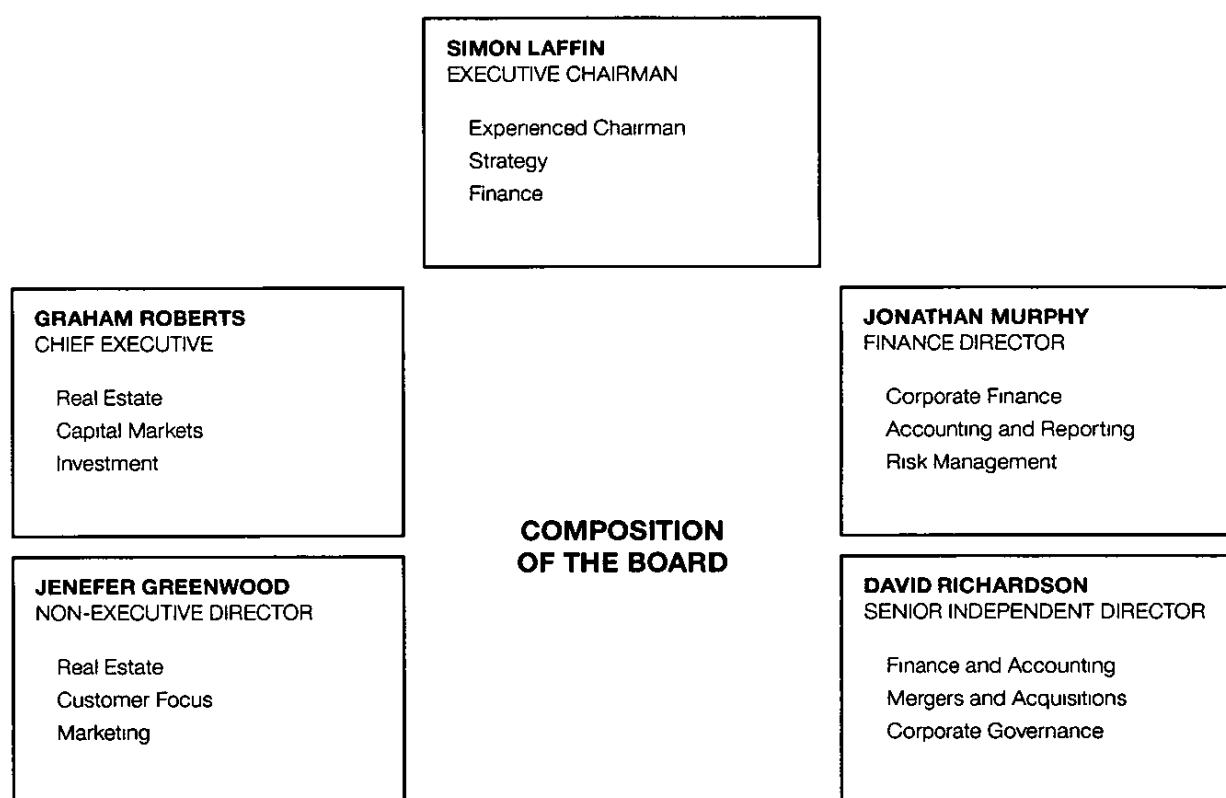 SIMON LAFFIN
EXECUTIVE CHAIRMAN
Experienced Chairman
Strategy
Finance
GRAHAM ROBERTS
CHIEF EXECUTIVE
Real Estate
Capital Markets
Investment
JONATHAN MURPHY
FINANCE DIRECTOR
Corporate Finance
Accounting and Reporting
Risk Management
COMPOSITION
OF THE BOARD
JENEFER GREENWOOD
NON-EXECUTIVE DIRECTOR
Real Estate
Customer Focus
Marketing
DAVID RICHARDSON
SENIOR INDEPENDENT DIRECTOR
Finance and Accounting
Mergers and Acquisitions
Corporate Governance